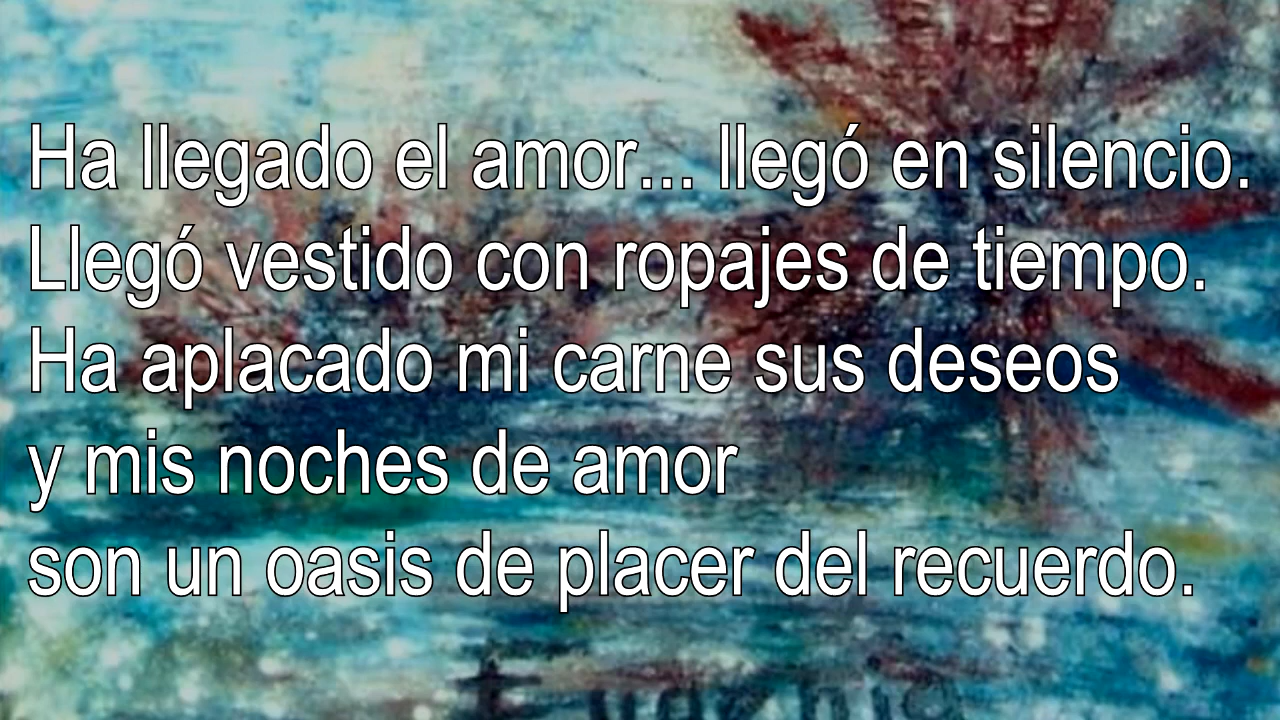 Ha llegado el amor... llegó en silencio.
Llegó vestido con ropajes de tiempo.
Ha aplacado mi carne sus deseos
y mis noches de amor
son un oasis de placer del recuerdo.